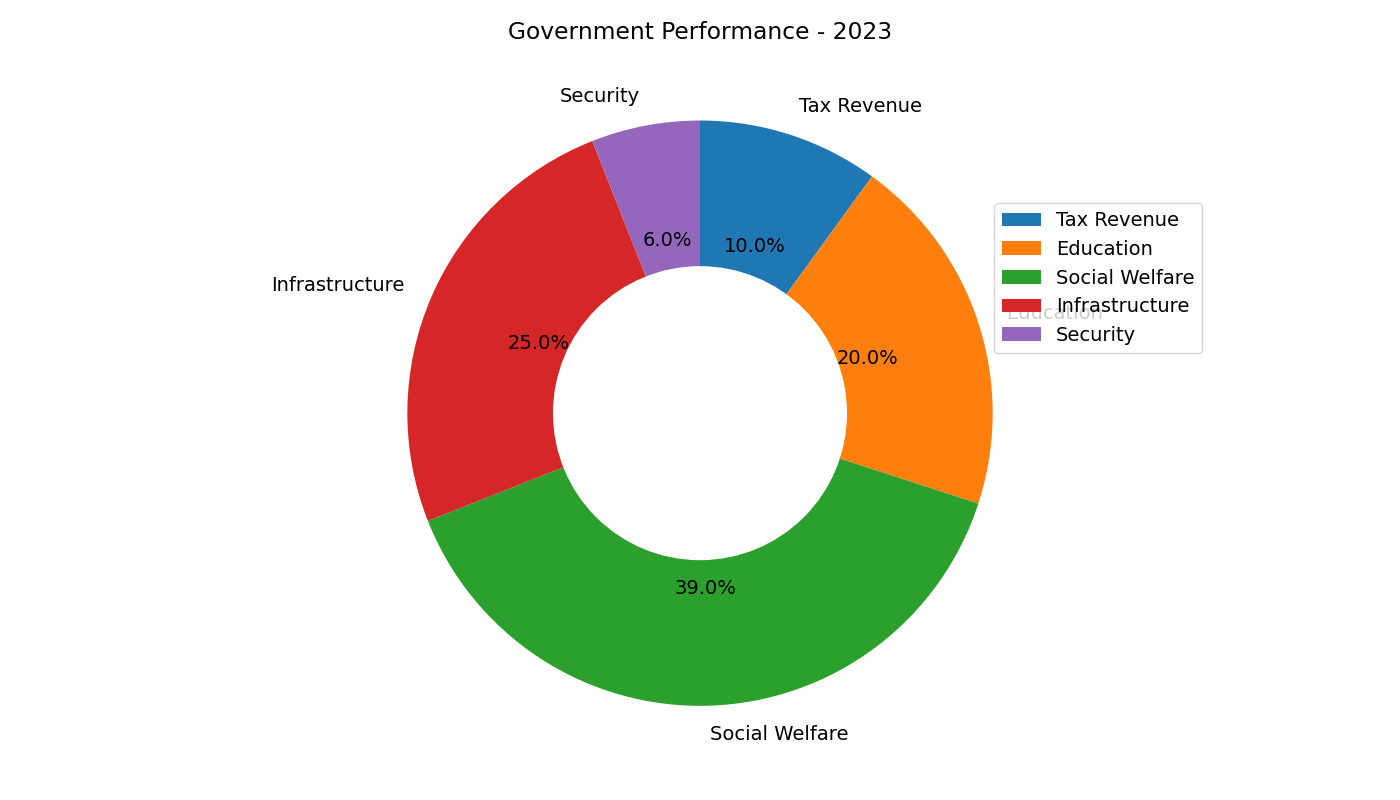 Government Performance - 2023
Security
Tax Revenue
Infrastructure
Education
Social Welfare
6.0%
10.0%
25.0%
20.0%
39.0%
Tax Revenue
Education
Social Welfare
Infrastructure
Security